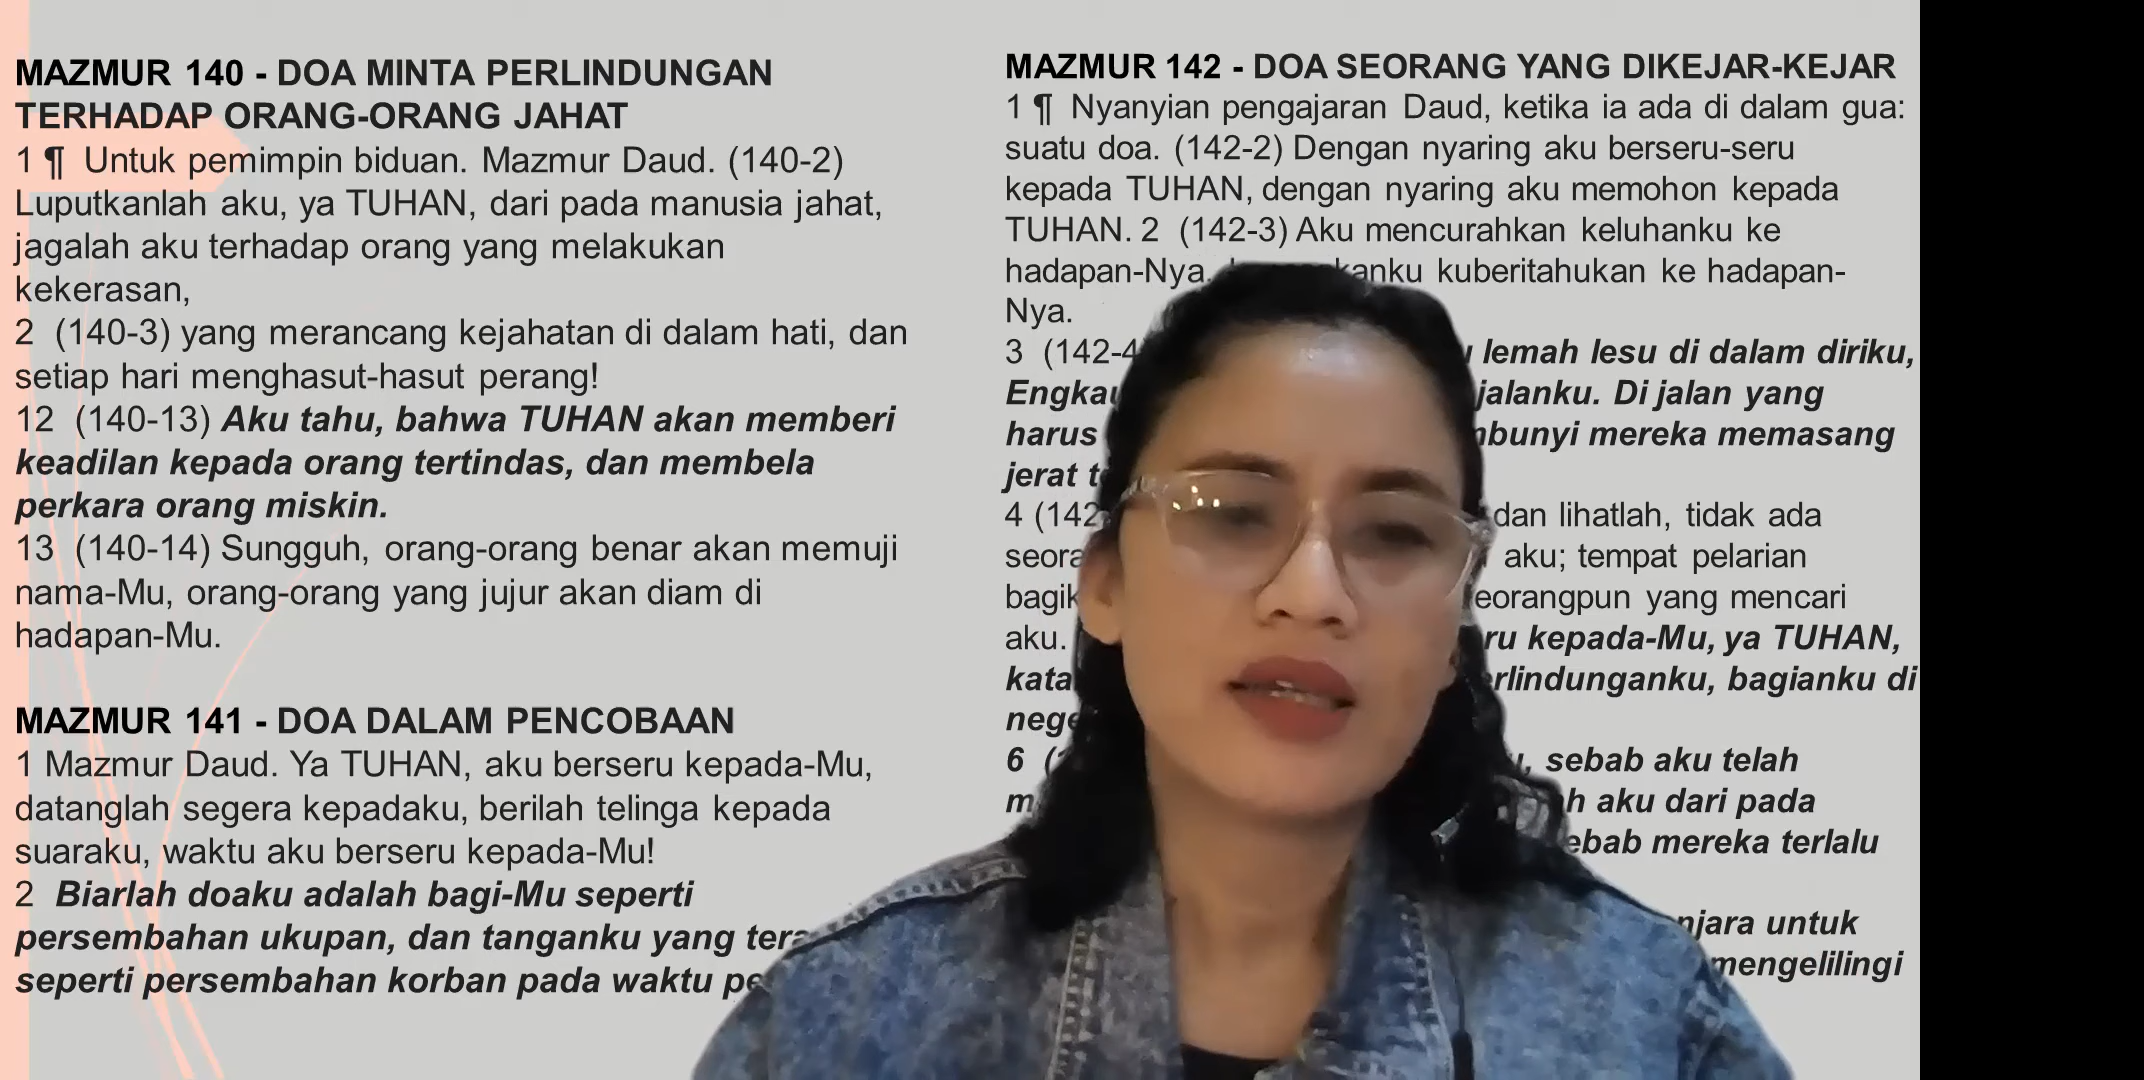 MAZMUR 140 - DOA MINTA PERLINDUNGAN
TERHADAP ORANG-ORANG JAHAT
1 ¶ Untuk pemimpin biduan. Mazmur Daud. (140-2)
Luputkanlah aku, ya TUHAN, dari pada manusia jahat,
jagalah aku terhadap orang yang melakukan
kekerasan,
2 (140-3) yang merancang kejahatan di dalam hati, dan
setiap hari menghasut-hasut perang!
12 (140-13) Aku tahu, bahwa TUHAN akan memberi
keadilan kepada orang tertindas, dan membela
perkara orang miskin.
13 (140-14) Sungguh, orang-orang benar akan memuji
nama-Mu, orang-orang yang jujur akan diam di
hadapan-Mu.
MAZMUR 141 - DOA DALAM PENCOBAAN
1 Mazmur Daud. Ya TUHAN, aku berseru kepada-Mu,
datanglah segera kepadaku, berilah telinga kepada
suaraku, waktu aku berseru kepada-Mu!
2 Biarlah doaku adalah bagi-Mu seperti
persembahan ukupan, dan tanganku yang
seperti persembahan korban pada waktu
MAZMUR 142 - DOA SEORANG YANG DIKEJAR-KEJAR
1 ¶ Nyanyian pengajaran Daud, ketika ia ada di dalam gua:
suatu doa. (142-2) Dengan nyaring aku berseru-seru
kepada TUHAN, dengan nyaring aku memohon kepada
TUHAN. 2 (142-3) Aku mencurahkan keluhanku ke
hadapan-Nya. kuberitahukan ke hadapan-
Nya.
3 lemah lesu di dalam diriku,
jalanku. Di jalan yang
harus mereka memasang
jerat
4 dan lihatlah, tidak ada
aku; tempat pelarian
yang mencari
aku. kepada-Mu, ya TUHAN,
bagianku di
6 sebab aku telah
aku dari pada
mereka terlalu
untuk
mengelilingi